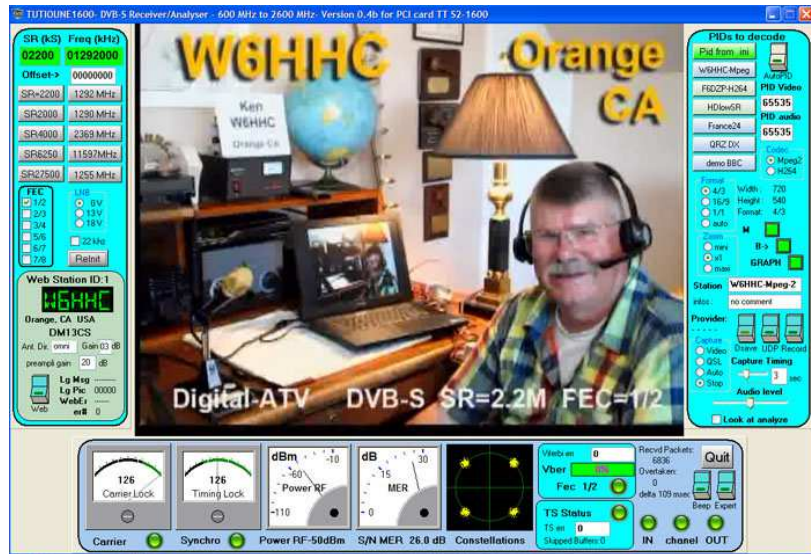 TUTIOUNE1600- DVB-S Receiver/Analyser - 600 MHz to 2600 MHz- Version 0.4b for PCI card TT S2-1600
SR (kS) Freq (kHz)
02200 01292000
Offset-> 00000000
SR=2200 1292 MHz
SR2000 1290 MHz
SR4000 2369 MHz
SR6250 11597MHz
SR27500 1255 MHz
FEC
1/2
2/3
3/4
5/6
6/7
7/8
LNB
0 V
13 V
18 V
22 khz
ReInit
Web Station ID:1
W6HHC
Orange, CA USA
DM13CS
Ant. Dir. omni Gain 03 dB
preampli gain 20 dB
Lg Msg ------
Lg Pic 00000
WebEr ------
er# 0
Web
W6HHC Orange
CA
Ken
W6HHC
Orange CA
Digital-ATV DVB-S SR=2.2M FEC=1/2
PIDs to decode
Pid from .ini
W6HHC-Mpeg
F6DZP-H264
HDlowSR
France24
QRZ DX
demo BBC
AutoPID
PID Video
65535
PID audio
65535
Codec
Mpeg2
H264
Format
4/3
16/9
1/1
auto
Width : 720
Height : 540
Format: 4/3
Zoom
x1
maxi
M
B->
GRAPH
Station W6HHC-Mpeg-2
infos : no comment
Provider:
- - - - -
Capture
Video
QSL
Auto
Stop
Dsave UDP Record
Capture Timing
3 sec
Audio level
Look at analyze
126
Carrier Lock
Carrier
126
Timing Lock
Synchro
dBm -10
-60
Power RF
-110
Power RF-50dBm
dB 30
15
MER
0
S/N MER 26.0 dB
Constellations
Viterbi en 0
Vber 0%
Fec 1/2
TS Status
TS en 0
Skipped Buffers: 0
Recvd Packets:
6836
Overtaken:
0
delta 109 msec
Quit
Beep Expert
IN chanel OUT